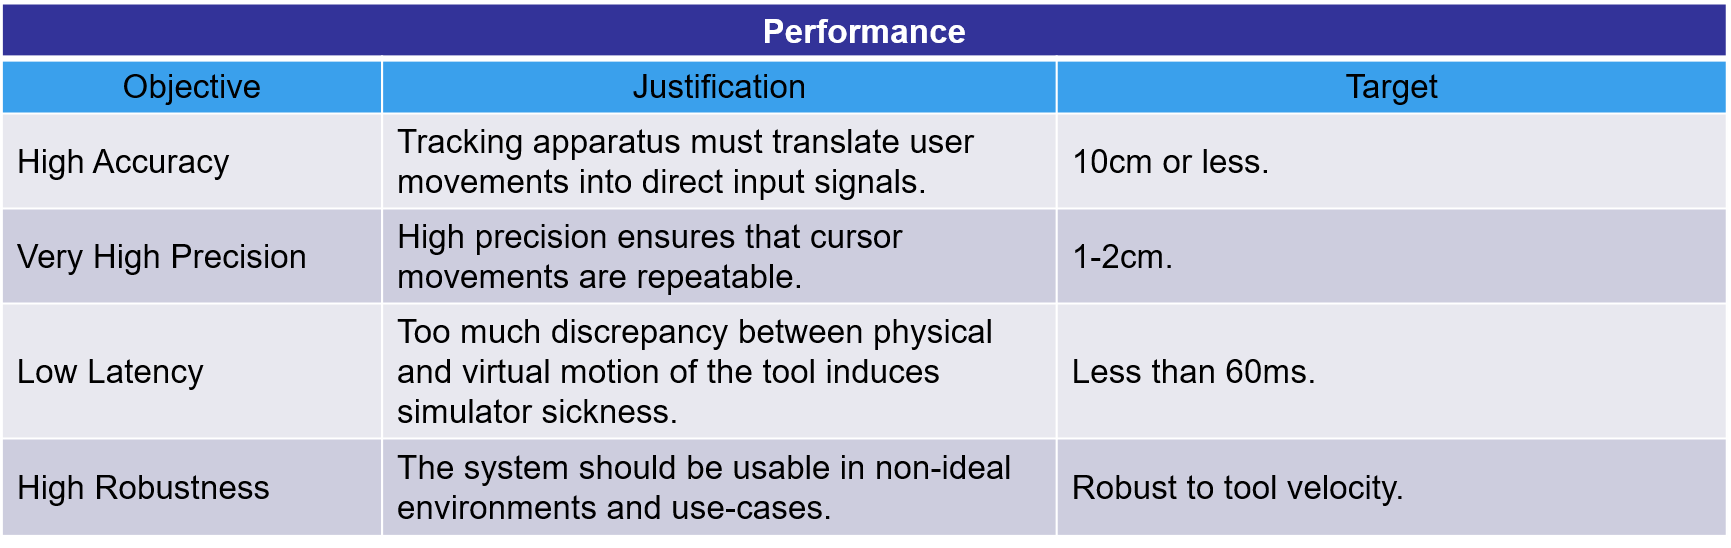 Performance
Objective
Justification
Target
High Accuracy
Tracking apparatus must translate user
movements into direct input signals.
10cm or less.
Very High Precision
High precision ensures that cursor
movements are repeatable.
1-2cm.
Low Latency
Too much discrepancy between physical
and virtual motion of the tool induces
simulator sickness.
Less than 60ms.
High Robustness
The system should be usable in non-ideal
environments and use-cases.
Robust to tool velocity.